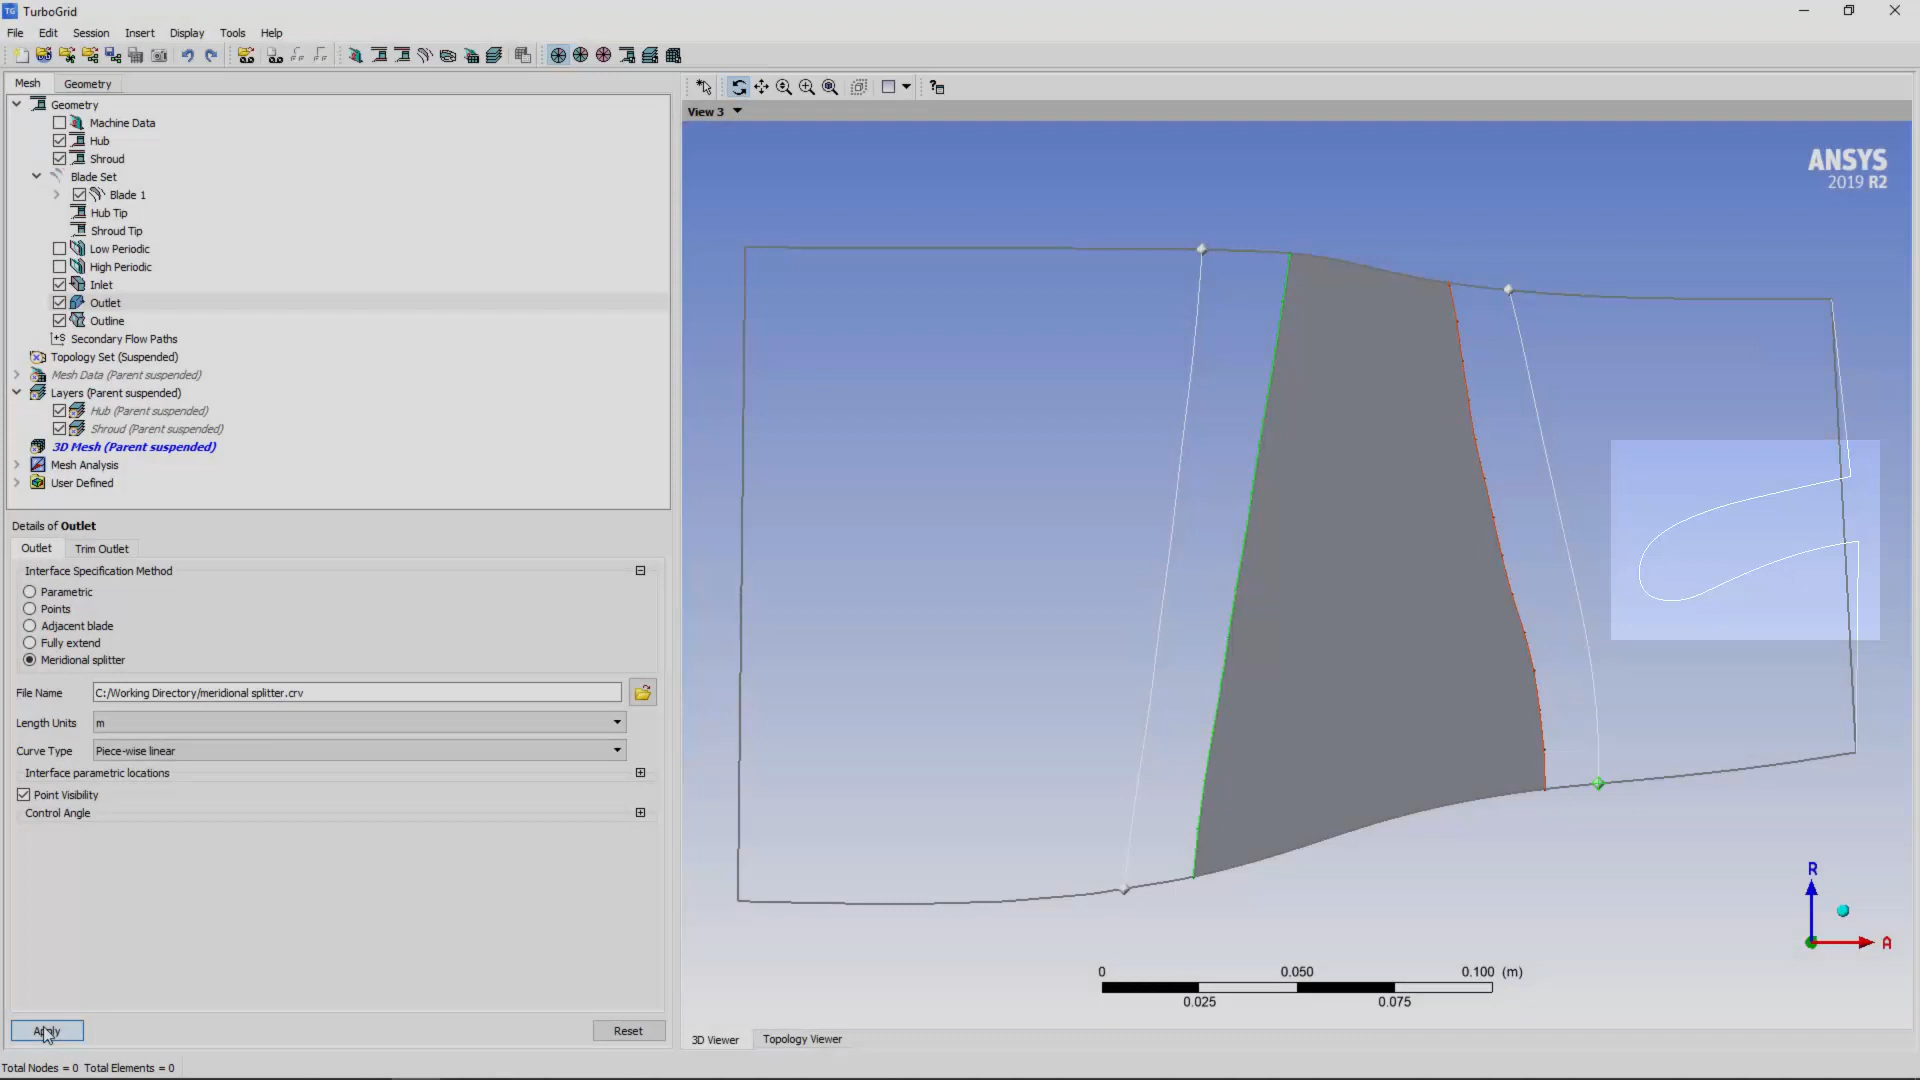 TG TurboGrid
File Edit Session Insert Display Tools Help
Mesh Geometry
Geometry
Machine Data
Hub
Shroud
Blade Set
Blade 1
Hub Tip
Shroud Tip
Low Periodic
High Periodic
Inlet
Outlet
Outline
Secondary Flow Paths
Topology Set (Suspended)
Mesh Data (Parent suspended)
Layers (Parent suspended)
Hub (Parent suspended)
Shroud (Parent suspended)
3D Mesh (Parent suspended)
Mesh Analysis
User Defined
Details of Outlet
Outlet Trim Outlet
Interface Specification Method
Parametric
Points
Adjacent blade
Fully extend
Meridional splitter
File Name C:/Working Directory/meridional splitter.crv
Length Units m
Curve Type Piece-wise linear
Interface parametric locations
Point Visibility
Control Angle
Apply Reset
Total Nodes = 0 Total Elements = 0
View 3
ANSYS
2019 R2
R
A
0 0.050 0.100 (m)
0.025 0.075
3D Viewer Topology Viewer